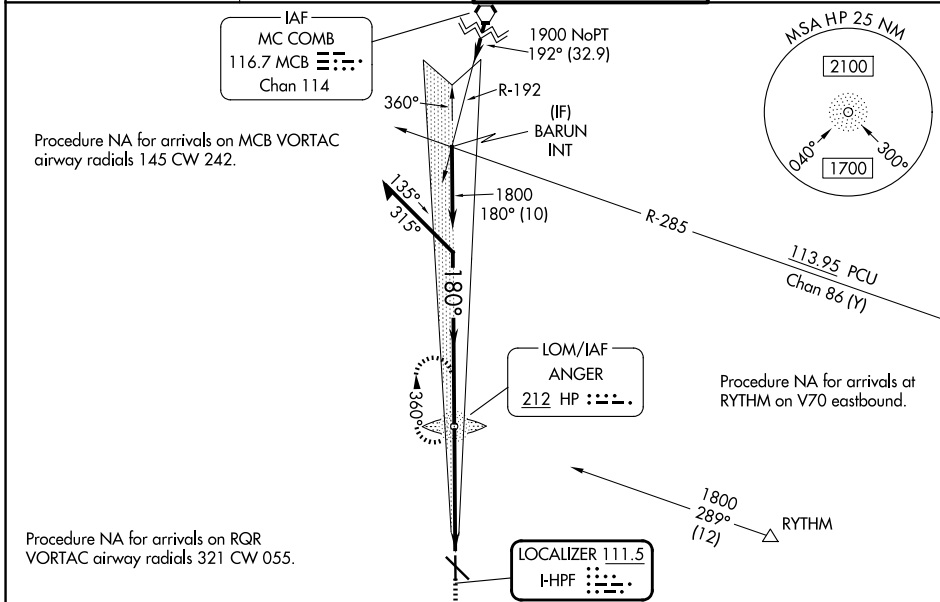 IAF
MC COMB
116.7 MCB
Chan 114
1900 NoPT
192° (32.9)
R-192
360°
(IF)
BARUN
INT
MSA HP 25 NM
2100
040°
300°
1700
Procedure NA for arrivals on MCB VORTAC
airway radials 145 CW 242.
135°
315°
1800
180° (10)
R-285
113.95 PCU
Chan 86 (Y)
180°
LOM/IAF
ANGER
212 HP
360°
Procedure NA for arrivals at
RYTHM on V70 eastbound.
1800
289°
(12)
RYTHM
Procedure NA for arrivals on RQR
VORTAC airway radials 321 CW 055.
LOCALIZER 111.5
I-HPF